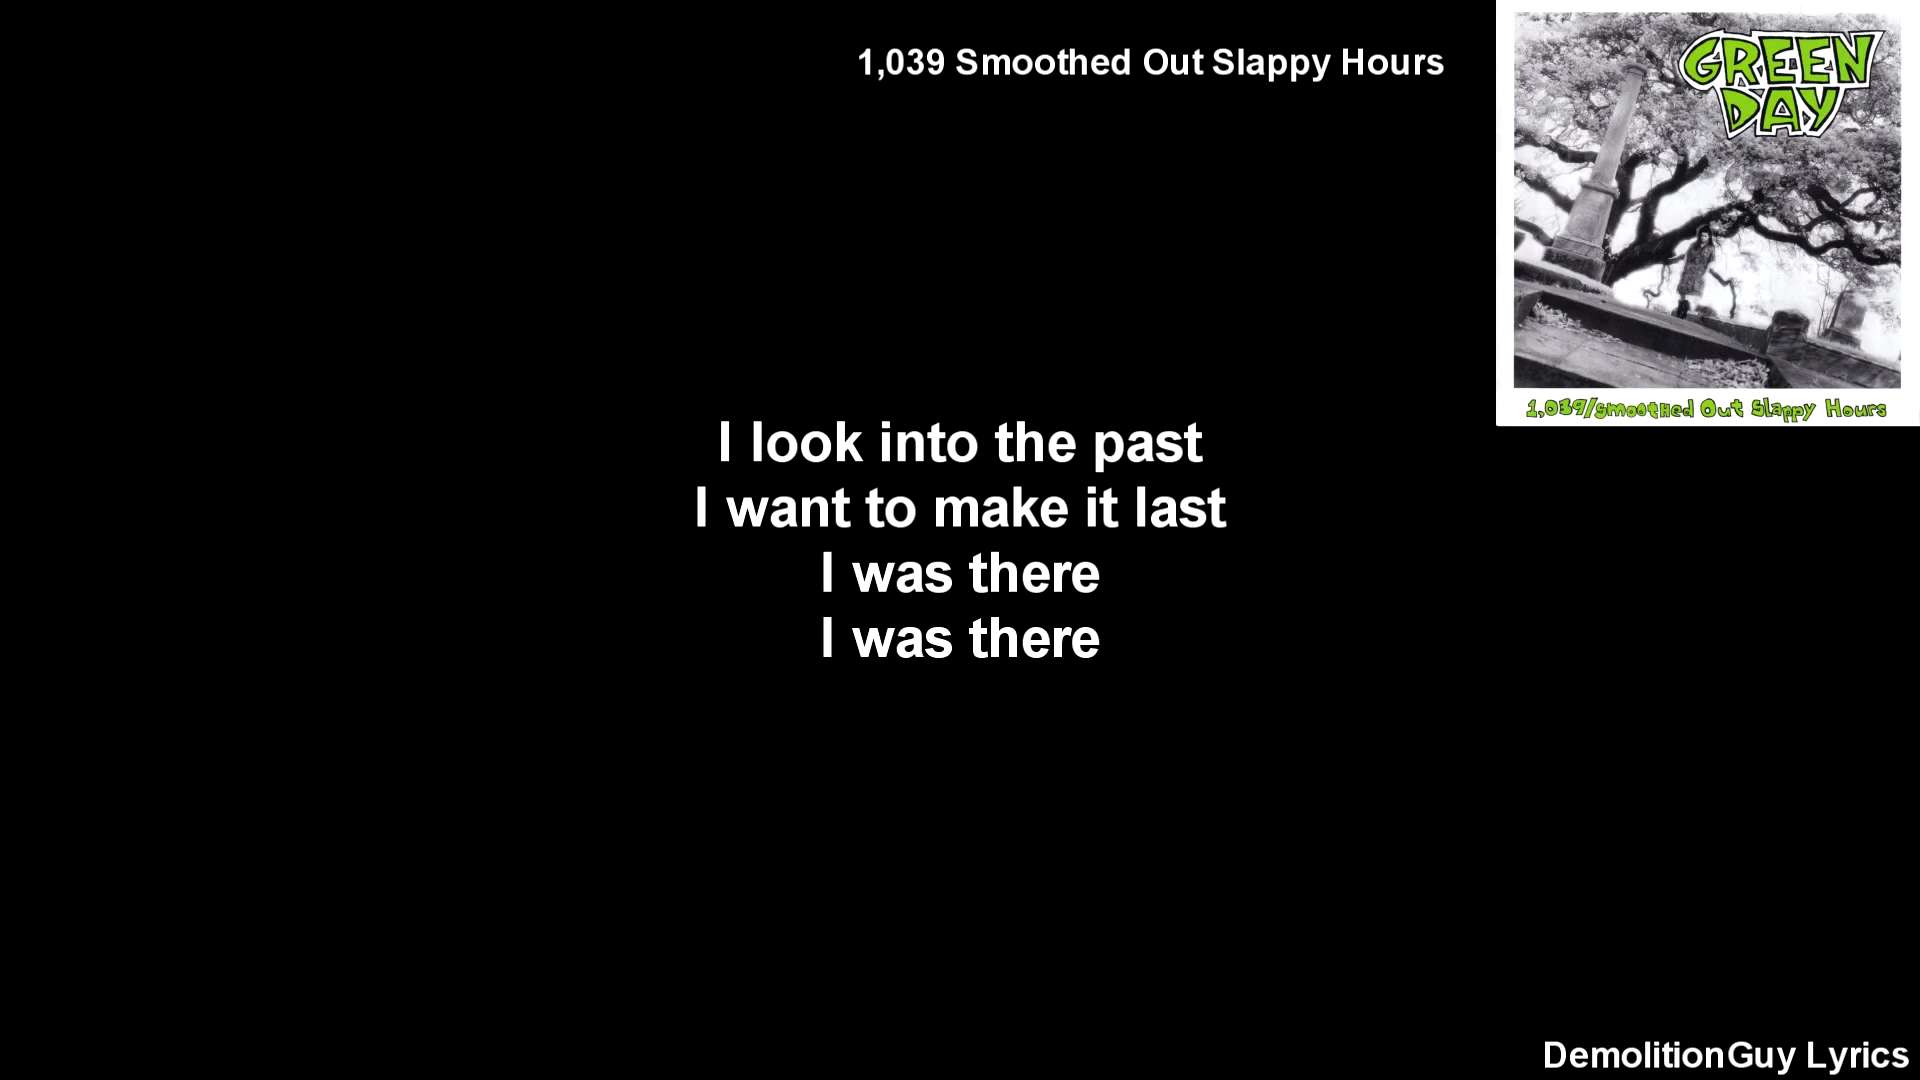 1,039 Smoothed Out Slappy Hours
GREEN
DAY
1,039/Smoothed Out Slappy Hours
I look into the past
I want to make it last
I was there
I was there
DemolitionGuy Lyrics